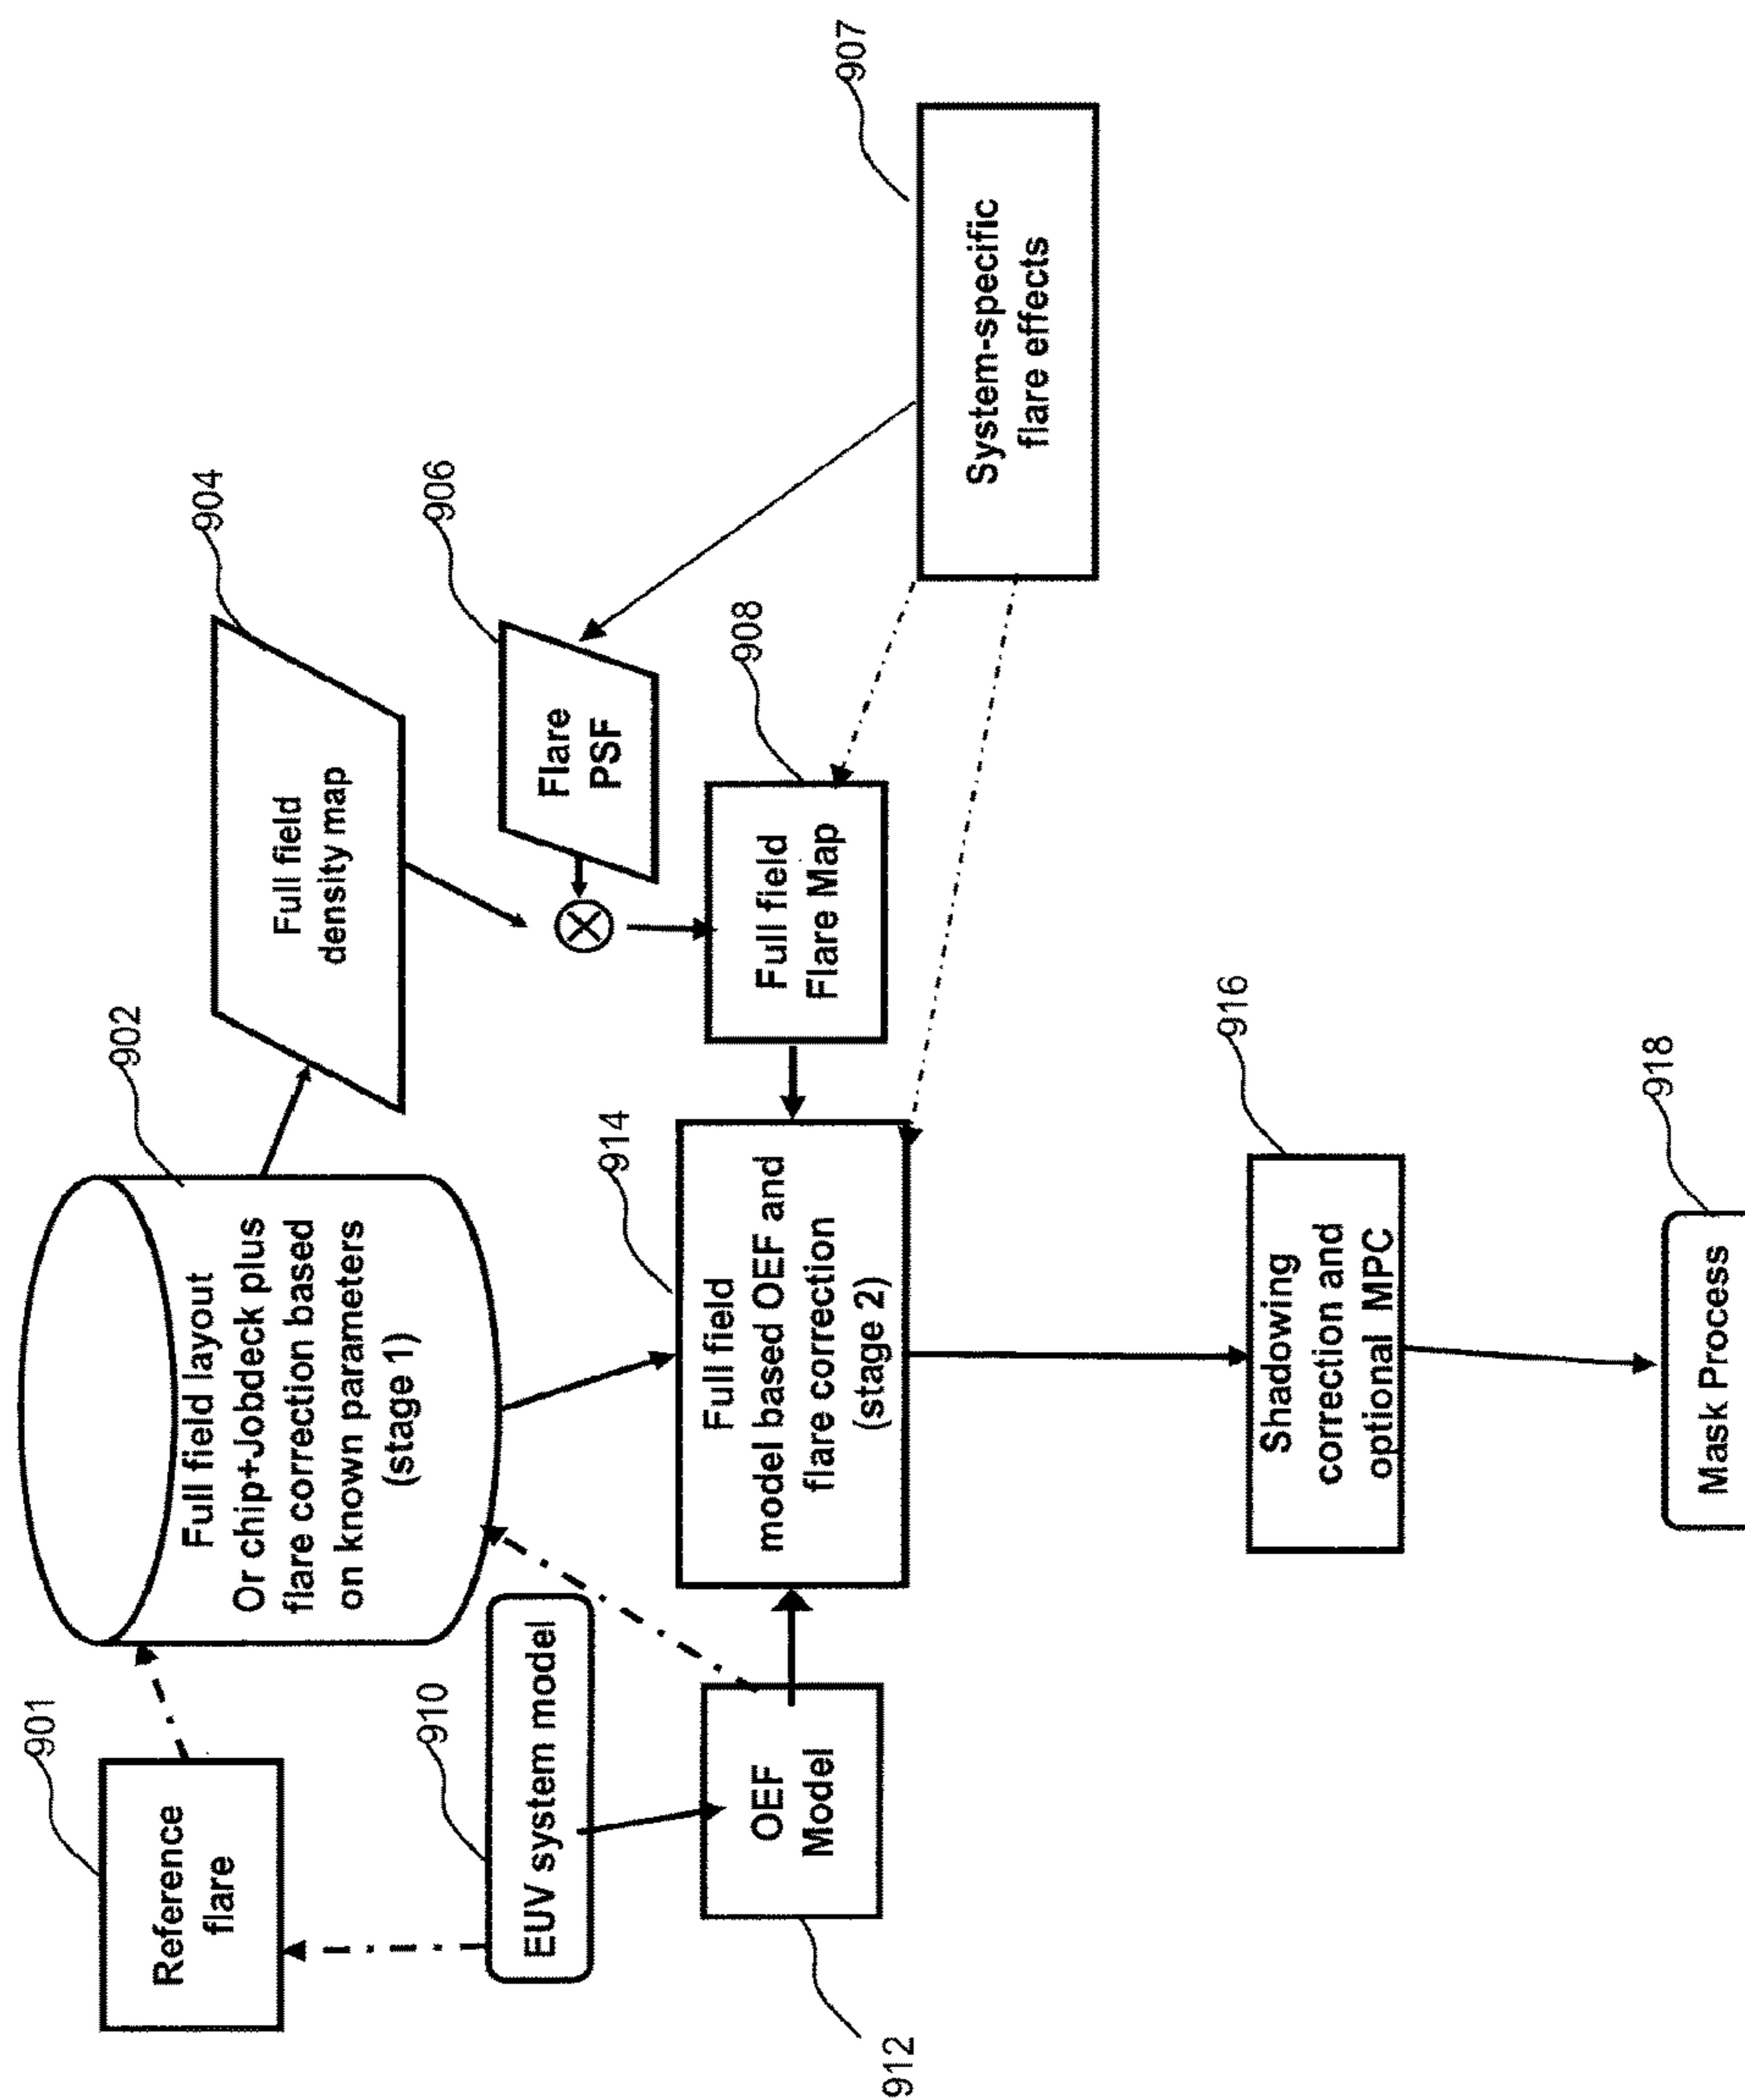 901
Reference
flare
902
Full field layout
Or chip+Jobdeck plus
flare correction based
on known parameters
(stage 1)
904
Full field
density map
910
EUV system model
906
Flare
PSF
912
OEF
Model
914
Full field
model based OEF and
flare correction
(stage 2)
908
Full field
Flare Map
907
System-specific
flare effects
916
Shadowing
correction and
optional MPC
918
Mask Process